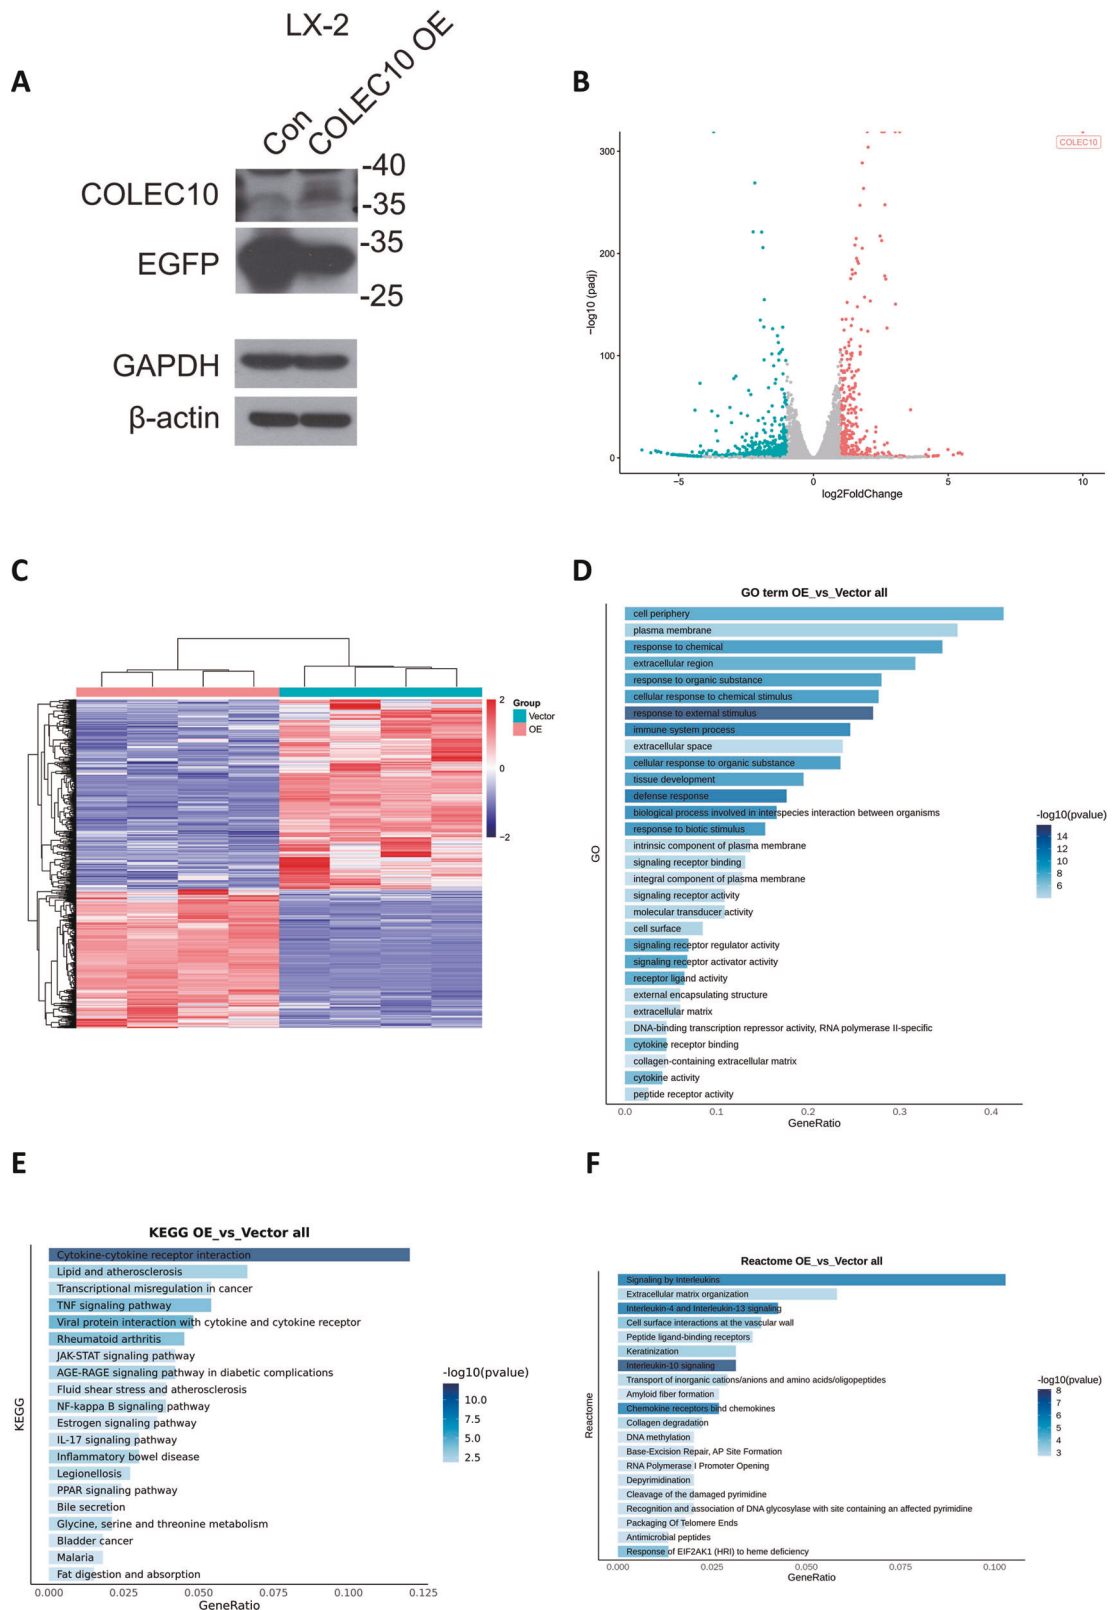 LX-2
A
Con
COLEC10 OE
COLEC10
-40
-35
EGFP
-35
-25
GAPDH
β-actin
B
COLEC10
300
200
100
0
-log10 (padj)
−5
0
5
10
log2FoldChange
C
2
0
−2
Group
Vector
OE
D
GO term OE_vs_Vector all
cell periphery
plasma membrane
response to chemical
extracellular region
response to organic substance
cellular response to chemical stimulus
response to external stimulus
immune system process
extracellular space
cellular response to organic substance
tissue development
defense response
biological process involved in interspecies interaction between organisms
response to biotic stimulus
intrinsic component of plasma membrane
signaling receptor binding
integral component of plasma membrane
signaling receptor activity
molecular transducer activity
cell surface
signaling receptor regulator activity
signaling receptor activator activity
receptor ligand activity
external encapsulating structure
extracellular matrix
DNA-binding transcription repressor activity, RNA polymerase II-specific
cytokine receptor binding
collagen-containing extracellular matrix
cytokine activity
peptide receptor activity
GO
0.0
0.1
0.2
0.3
0.4
GeneRatio
-log10(pvalue)
14
12
10
8
6
E
KEGG OE_vs_Vector all
Cytokine-cytokine receptor interaction
Lipid and atherosclerosis
Transcriptional misregulation in cancer
TNF signaling pathway
Viral protein interaction with cytokine and cytokine receptor
Rheumatoid arthritis
JAK-STAT signaling pathway
AGE-RAGE signaling pathway in diabetic complications
Fluid shear stress and atherosclerosis
NF-kappa B signaling pathway
Estrogen signaling pathway
IL-17 signaling pathway
Inflammatory bowel disease
Legionellosis
PPAR signaling pathway
Bile secretion
Glycine, serine and threonine metabolism
Bladder cancer
Malaria
Fat digestion and absorption
KEGG
0.000
0.025
0.050
0.075
0.100
0.125
GeneRatio
-log10(pvalue)
10.0
7.5
5.0
2.5
F
Reactome OE_vs_Vector all
Signaling by Interleukins
Extracellular matrix organization
Interleukin-4 and Interleukin-13 signaling
Cell surface interactions at the vascular wall
Peptide ligand-binding receptors
Keratinization
Interleukin-10 signaling
Transport of inorganic cations/anions and amino acids/oligopeptides
Amyloid fiber formation
Chemokine receptors bind chemokines
Collagen degradation
DNA methylation
Base-Excision Repair, AP Site Formation
RNA Polymerase I Promoter Opening
Depyrimidination
Cleavage of the damaged pyrimidine
Recognition and association of DNA glycosylase with site containing an affected pyrimidine
Packaging Of Telomere Ends
Antimicrobial peptides
Response of EIF2AK1 (HRI) to heme deficiency
Reactome
0.000
0.025
0.050
0.075
0.100
GeneRatio
-log10(pvalue)
8
7
6
5
4
3